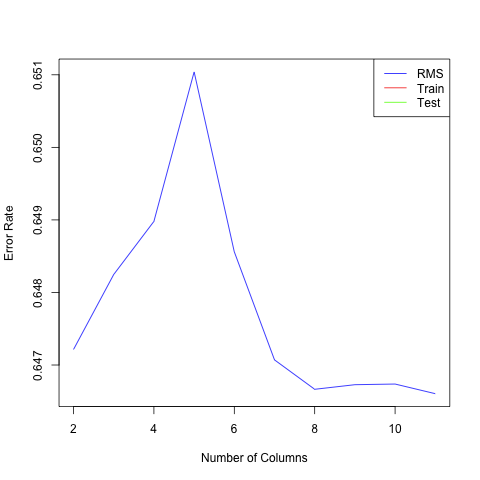 RMS
Train
Test
0.651
0.650
0.649
0.648
0.647
Error Rate
2 4 6 8 10
Number of Columns